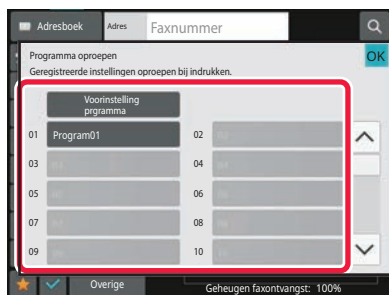 Adresboek Adres Faxnummer
Programma oproepen OK
Geregistreerde instellingen oproepen bij indrukken.
Voorinstelling
prgramma
01 Program01 02
03 04
05 06
07 08
09 10
Overige Geheugen faxontvangst: 100%